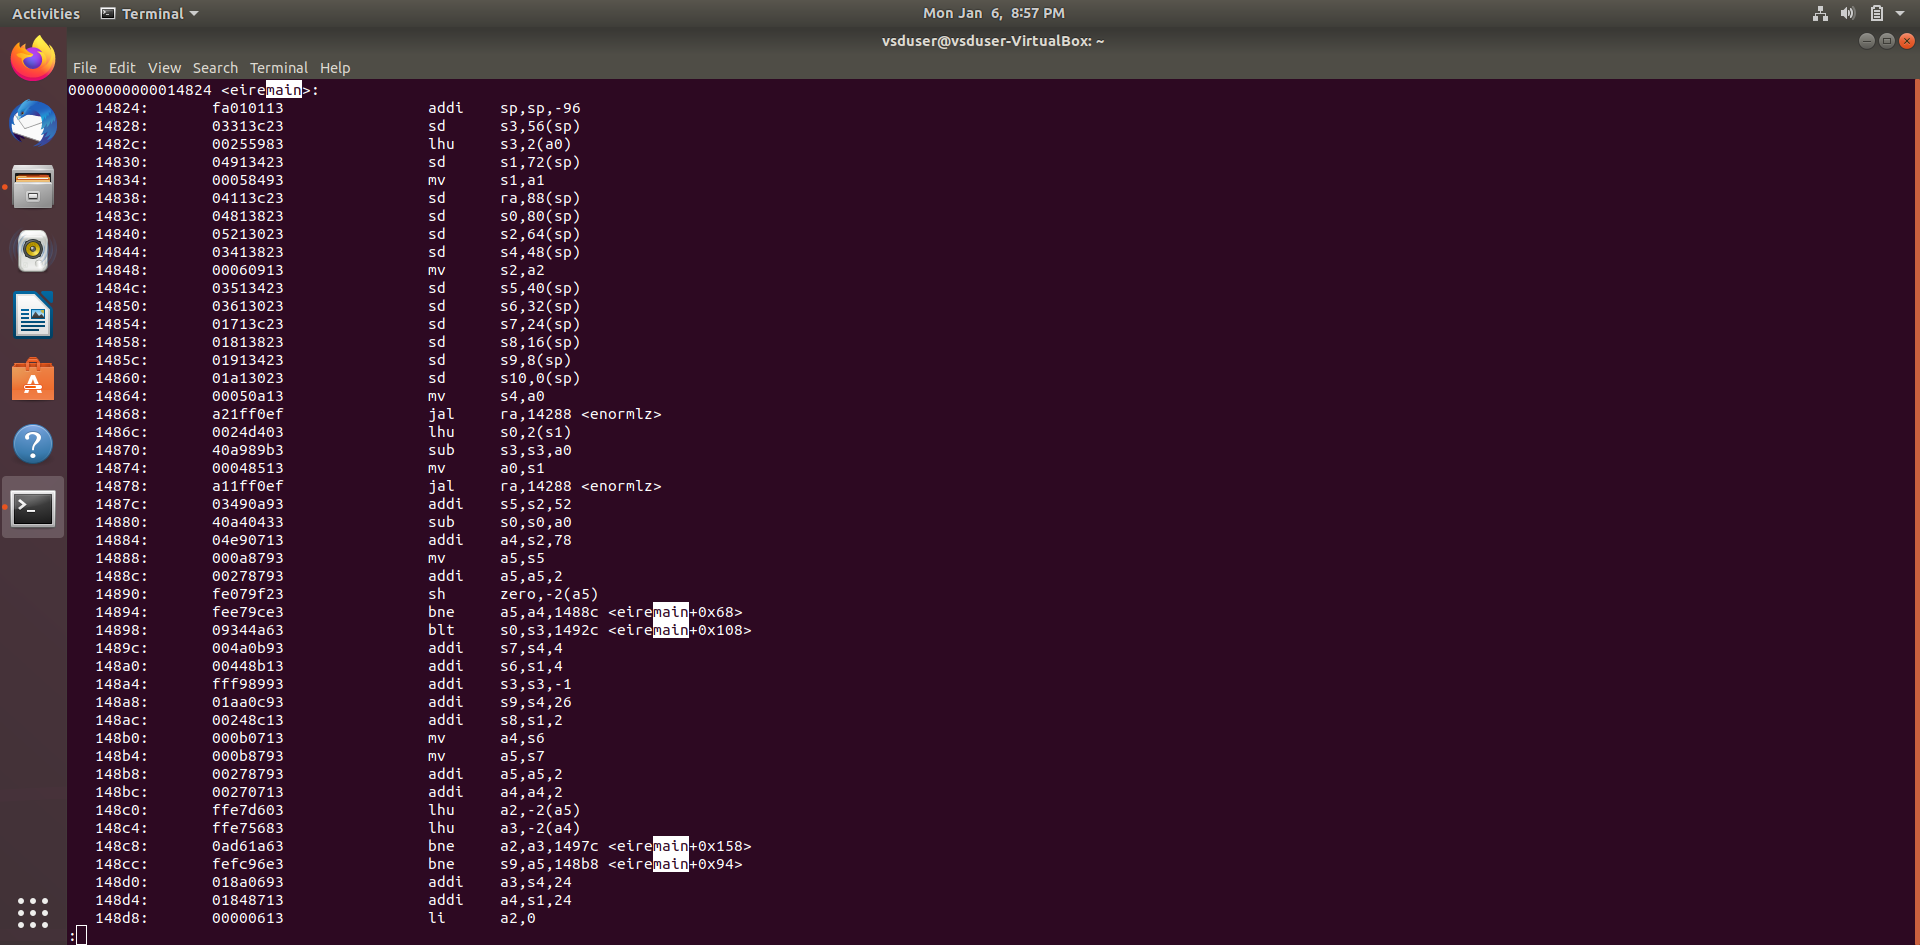 Activities Terminal Mon Jan 6, 8:57 PM
vsduser@vsduser-VirtualBox: ~
File Edit View Search Terminal Help
0000000000014824 <eiremain>:
14824: fa010113 addi sp,sp,-96
14828: 03313c23 sd s3,56(sp)
1482c: 00255983 lhu s3,2(a0)
14830: 04913423 sd s1,72(sp)
14834: 00058493 mv s1,a1
14838: 04113c23 sd ra,88(sp)
1483c: 04813823 sd s0,80(sp)
14840: 05213023 sd s2,64(sp)
14844: 03413823 sd s4,48(sp)
14848: 00060913 mv s2,a2
1484c: 03513423 sd s5,40(sp)
14850: 03613023 sd s6,32(sp)
14854: 01713c23 sd s7,24(sp)
14858: 01813823 sd s8,16(sp)
1485c: 01913423 sd s9,8(sp)
14860: 01a13023 sd s10,0(sp)
14864: 00050a13 mv s4,a0
14868: a21ff0ef jal ra,14288 <enormlz>
1486c: 0024d403 lhu s0,2(s1)
14870: 40a989b3 sub s3,s3,a0
14874: 00048513 mv a0,s1
14878: a11ff0ef jal ra,14288 <enormlz>
1487c: 03490a93 addi s5,s2,52
14880: 40a40433 sub s0,s0,a0
14884: 04e90713 addi a4,s2,78
14888: 000a8793 mv a5,s5
1488c: 00278793 addi a5,a5,2
14890: fe079f23 sh zero,-2(a5)
14894: fee79ce3 bne a5,a4,1488c <eiremain+0x68>
14898: 09344a63 blt s0,s3,1492c <eiremain+0x108>
1489c: 004a0b93 addi s7,s4,4
148a0: 00448b13 addi s6,s1,4
148a4: fff98993 addi s3,s3,-1
148a8: 01aa0c93 addi s9,s4,26
148ac: 00248c13 addi s8,s1,2
148b0: 000b0713 mv a4,s6
148b4: 000b8793 mv a5,s7
148b8: 00278793 addi a5,a5,2
148bc: 00270713 addi a4,a4,2
148c0: ffe7d603 lhu a2,-2(a5)
148c4: ffe75683 lhu a3,-2(a4)
148c8: 0ad61a63 bne a2,a3,1497c <eiremain+0x158>
148cc: fefc96e3 bne s9,a5,148b8 <eiremain+0x94>
148d0: 018a0693 addi a3,s4,24
148d4: 01848713 addi a4,s1,24
148d8: 00000613 li a2,0
: